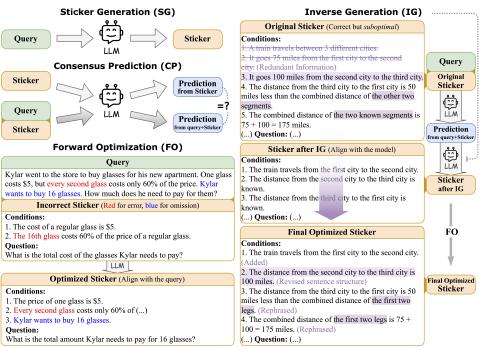 Sticker Generation (SG)
Query
LLM
Sticker
Consensus Prediction (CP)
Sticker
Query
Sticker
LLM
Prediction
from Sticker
=?
Prediction
from query+Sticker
Forward Optimization (FO)
Query
Kylar went to the store to buy glasses for his new apartment. One glass
costs $5, but every second glass costs only 60% of the price. Kylar
wants to buy 16 glasses. How much does he need to pay for them?
Incorrect Sticker (Red for error, blue for omission)
Conditions:
1. The cost of a regular glass is $5.
2. The 16th glass costs 60% of the price of a regular glass.
Question:
What is the total cost of the glasses Kylar needs to pay?
LLM
Optimized Sticker (Align with the query)
Conditions:
1. The price of one glass is $5.
2. Every second glass costs only 60% of (...)
3. Kylar wants to buy 16 glasses.
Question:
What is the total amount Kylar needs to pay for 16 glasses?
Inverse Generation (IG)
Original Sticker (Correct but suboptimal)
Conditions:
1. A train travels between 3 different cities.
2. It goes 75 miles from the first city to the second
city. (Redundant Information)
3. It goes 100 miles from the second city to the third city.
4. The distance from the third city to the first city is 50
miles less than the combined distance of the other two
segments.
5. The combined distance of the two known segments is
75 + 100 = 175 miles.
(...) Question: (...)
Sticker after IG (Align with the model)
1. The train travels from the first city to the second city.
2. The distance from the second city to the third city is
known.
3. The distance from the third city to the first city is
known.
(...) Question: (...)
Final Optimized Sticker
1. The train travels from the first city to the second city.
(Added)
2. The distance from the second city to the third city is
100 miles. (Revised sentence structure)
3. The distance from the third city to the first city is 50
miles less than the combined distance of the first two
legs. (Rephrased)
4. The combined distance of the first two legs is 75 +
100 = 175 miles. (Rephrased)
(...) Question: (...)
Query
Original
Sticker
LLM
Prediction
from query+Sticker
LLM
Sticker
after IG
FO
Final Optimized
Sticker